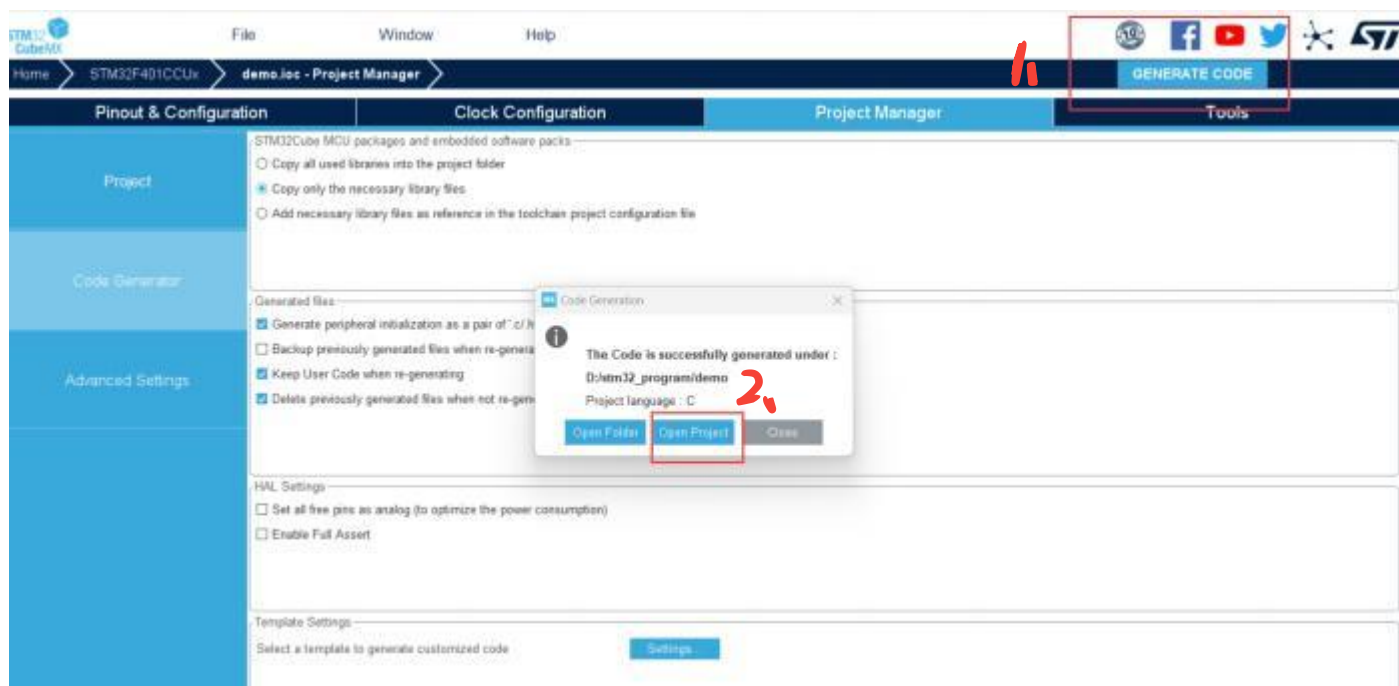 STM32
CubeMX
File Window Help
1、
Home STM32F401CCUx demo.ioc - Project Manager GENERATE CODE
Pinout & Configuration Clock Configuration Project Manager Tools
Project
Code Generator
Advanced Settings
STM32Cube MCU packages and embedded software packs
Copy all used libraries into the project folder
Copy only the necessary library files
Add necessary library files as reference in the toolchain project configuration file
Generated files
Generate peripheral initialization as a pair of '.c/.h
Backup previously generated files when re-genera
Keep User Code when re-generating
Delete previously generated files when not re-gen
Code Generation
The Code is successfully generated under :
D:/stm32_program/demo
Project language : C
2、
Open Folder Open Project Close
HAL Settings
Set all free pins as analog (to optimize the power consumption)
Enable Full Assert
Template Settings
Select a template to generate customized code Settings